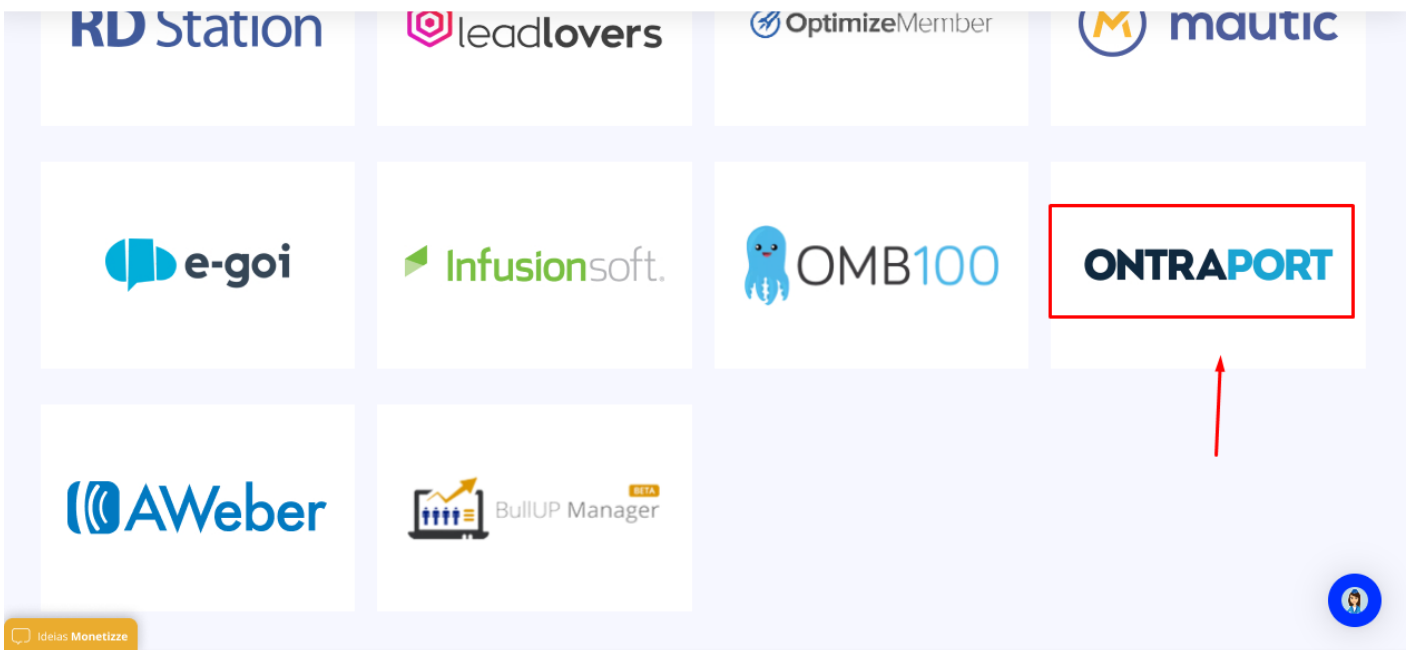 RD Station
leadlovers
OptimizeMember
mautic
e-goi
Infusionsoft.
OMB100
ONTRAPORT
AWeber
BETA
BullUP Manager
Ideias Monetizze